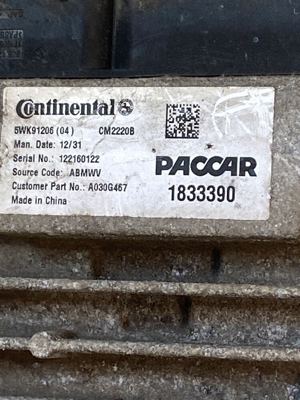 Continental
5WK91206 (04) CM2220B
Man. Date: 12/31
Serial No.: 122160122
Source Code: ABMWV
PACCAR
Customer Part No.: A030G467
1833390
Made in China